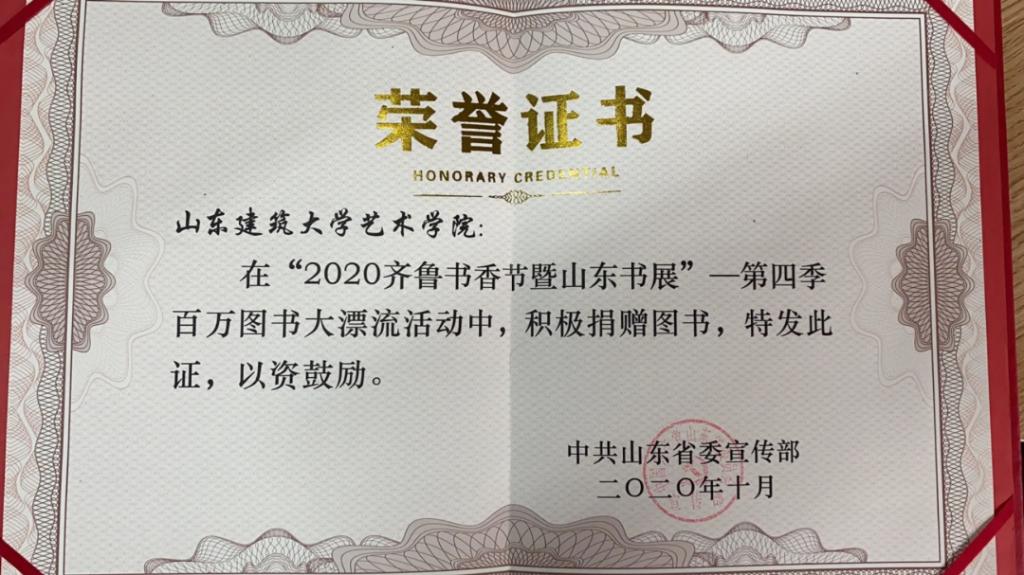 荣誉证书
HONORARY CREDENTIAL
山东建筑大学艺术学院:
在“2020齐鲁书香节暨山东书展”—第四季
百万图书大漂流活动中，积极捐赠图书，特发此
证，以资鼓励。
中共山东省委宣传部
二〇二〇年十月